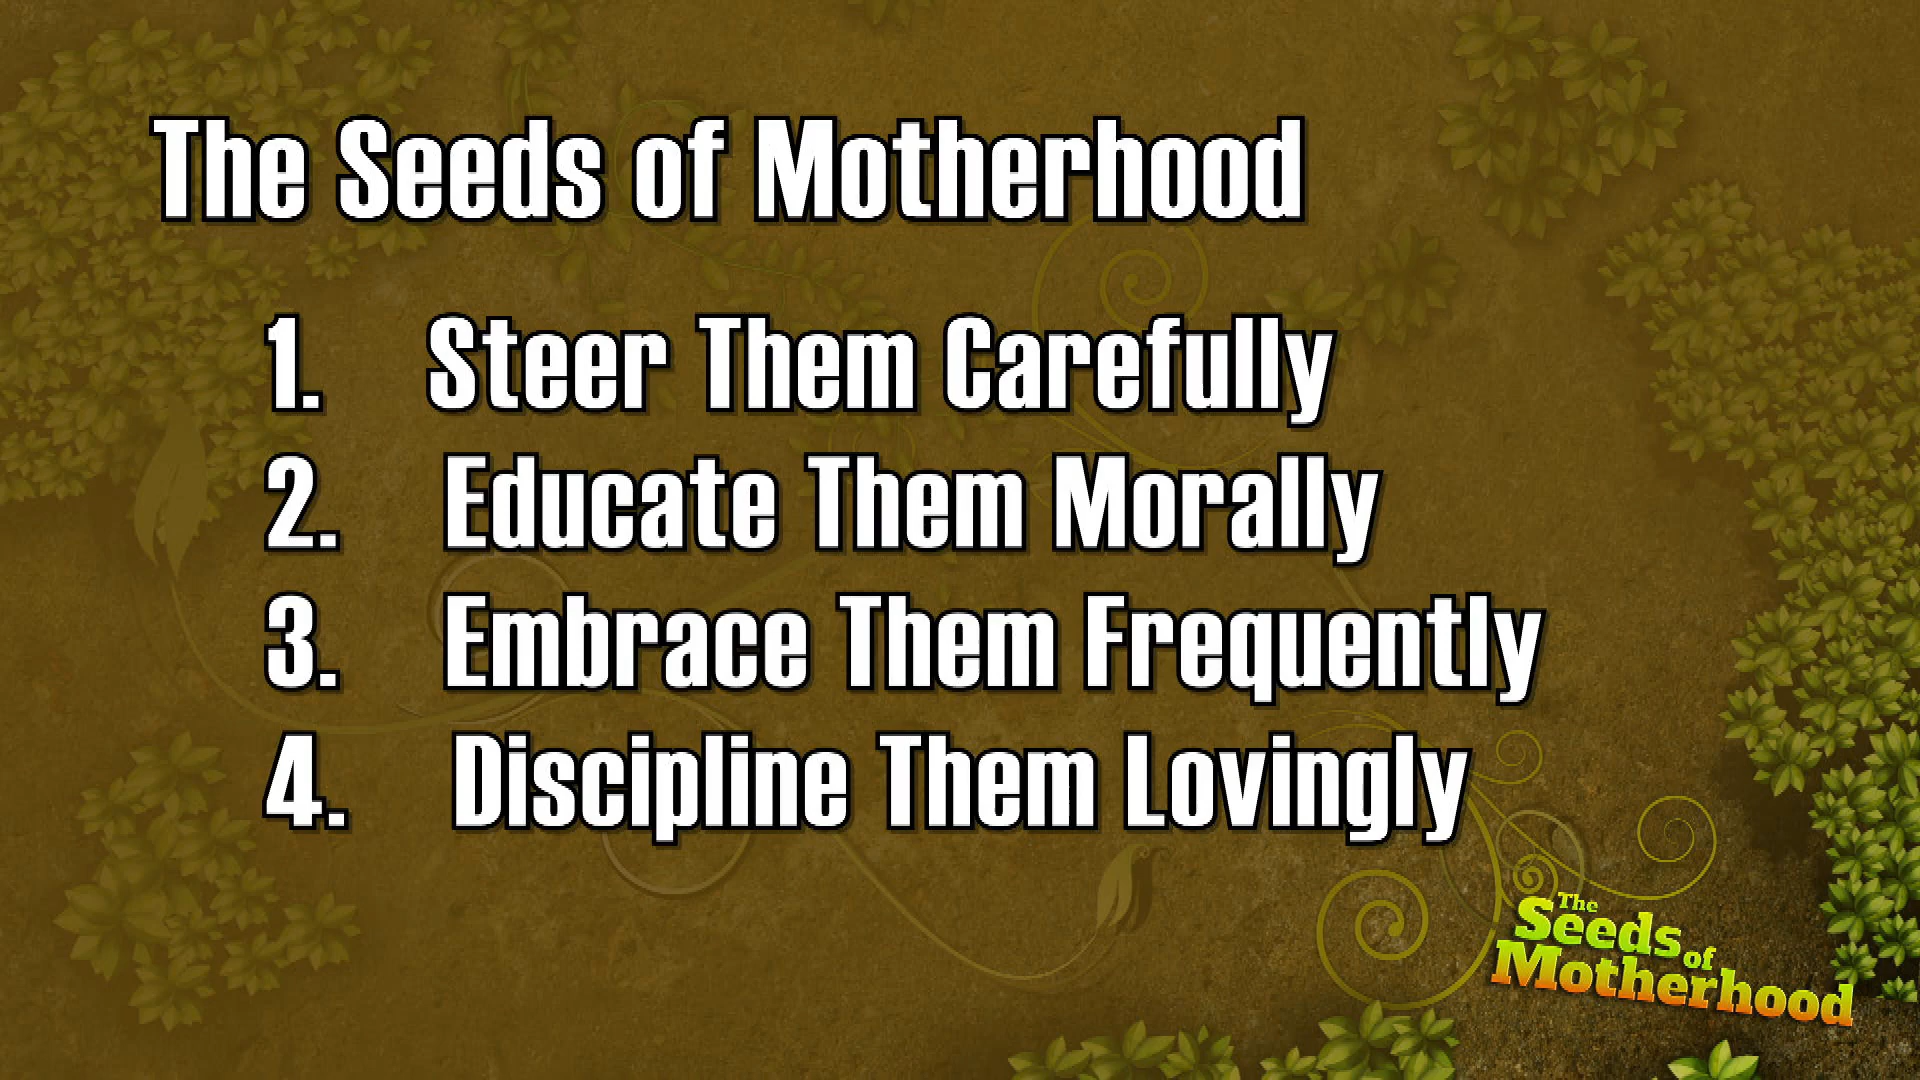 The Seeds of Motherhood
1. Steer Them Carefully
2. Educate Them Morally
3. Embrace Them Frequently
4. Discipline Them Lovingly
The
Seeds of
Motherhood